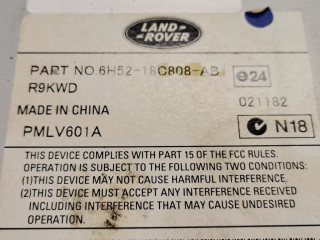 LAND-
ROVER
PART NO.6H52-18C808-AB
e24
R9KWD
021182
MADE IN CHINA
PMLV601A
N18
THIS DEVICE COMPLIES WITH PART 15 OF THE FCC RULES.
OPERATION IS SUBJECT TO THE FOLLOWING TWO CONDITIONS:
(1)THIS DEVICE MAY NOT CAUSE HARMFUL INTERFERENCE.
(2)THIS DEVICE MUST ACCEPT ANY INTERFERENCE RECEIVED
INCLUDING INTERFERENCE THAT MAY CAUSE UNDESIRED
OPERATION.